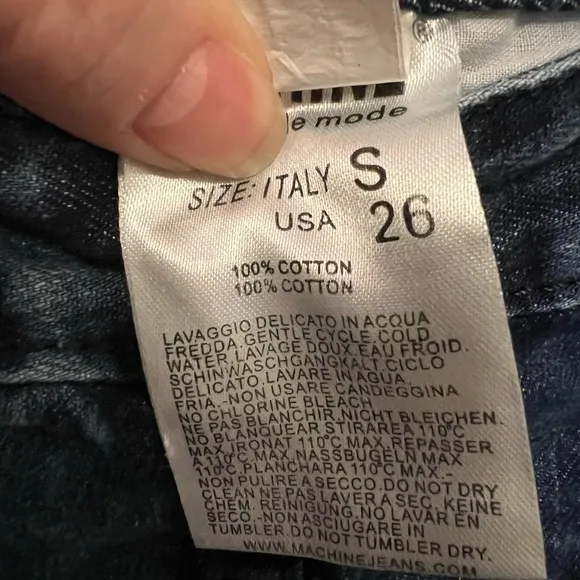 e mode
SIZE: ITALY S
USA 26
100% COTTON
100% COTTON
LAVAGGIO DELICATO IN ACQUA
FREDDA.GENTLE CYCLE COLD
WATER.LAVAGE DOUX.EAU FROID.
SCHINWASCHGANGKALT.CICLO
DELICATO.LAVARE IN AGUA
FRIA.-NON USARE CANDEGGINA
NO CHLORINE BLEACH
NE PAS BLANCHIR.NICHT BLEICHEN.
NO BLANQUEAR STIRAREA 110°C
MAX.IRONAT 110°C MAX.REPASSER
A110°C MAX.NASSBUGELN MAX
110°C.PLANCHARA 110°C MAX.-
NON PULIRE A SECCO.DO NOT DRY
CLEAN NE PAS LAVER A SEC. KEINE
CHEM. REINIGUNG.NO LAVAR EN
SECO.-NON ASCIUGARE IN
TUMBLER.DO NOT TUMBLER DRY.
WWW.MACHINEJEANS.COM